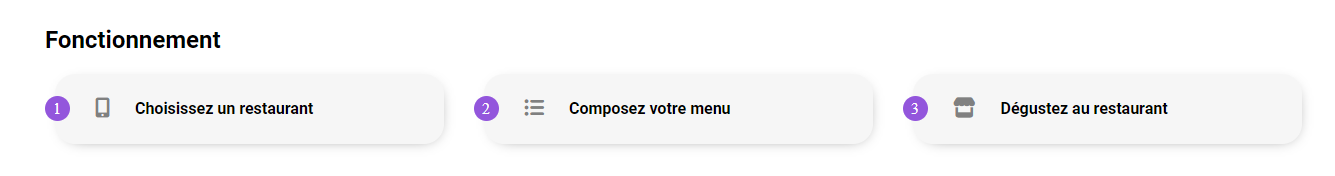 Fonctionnement
1 Choisissez un restaurant
2 Composez votre menu
3 Dégustez au restaurant